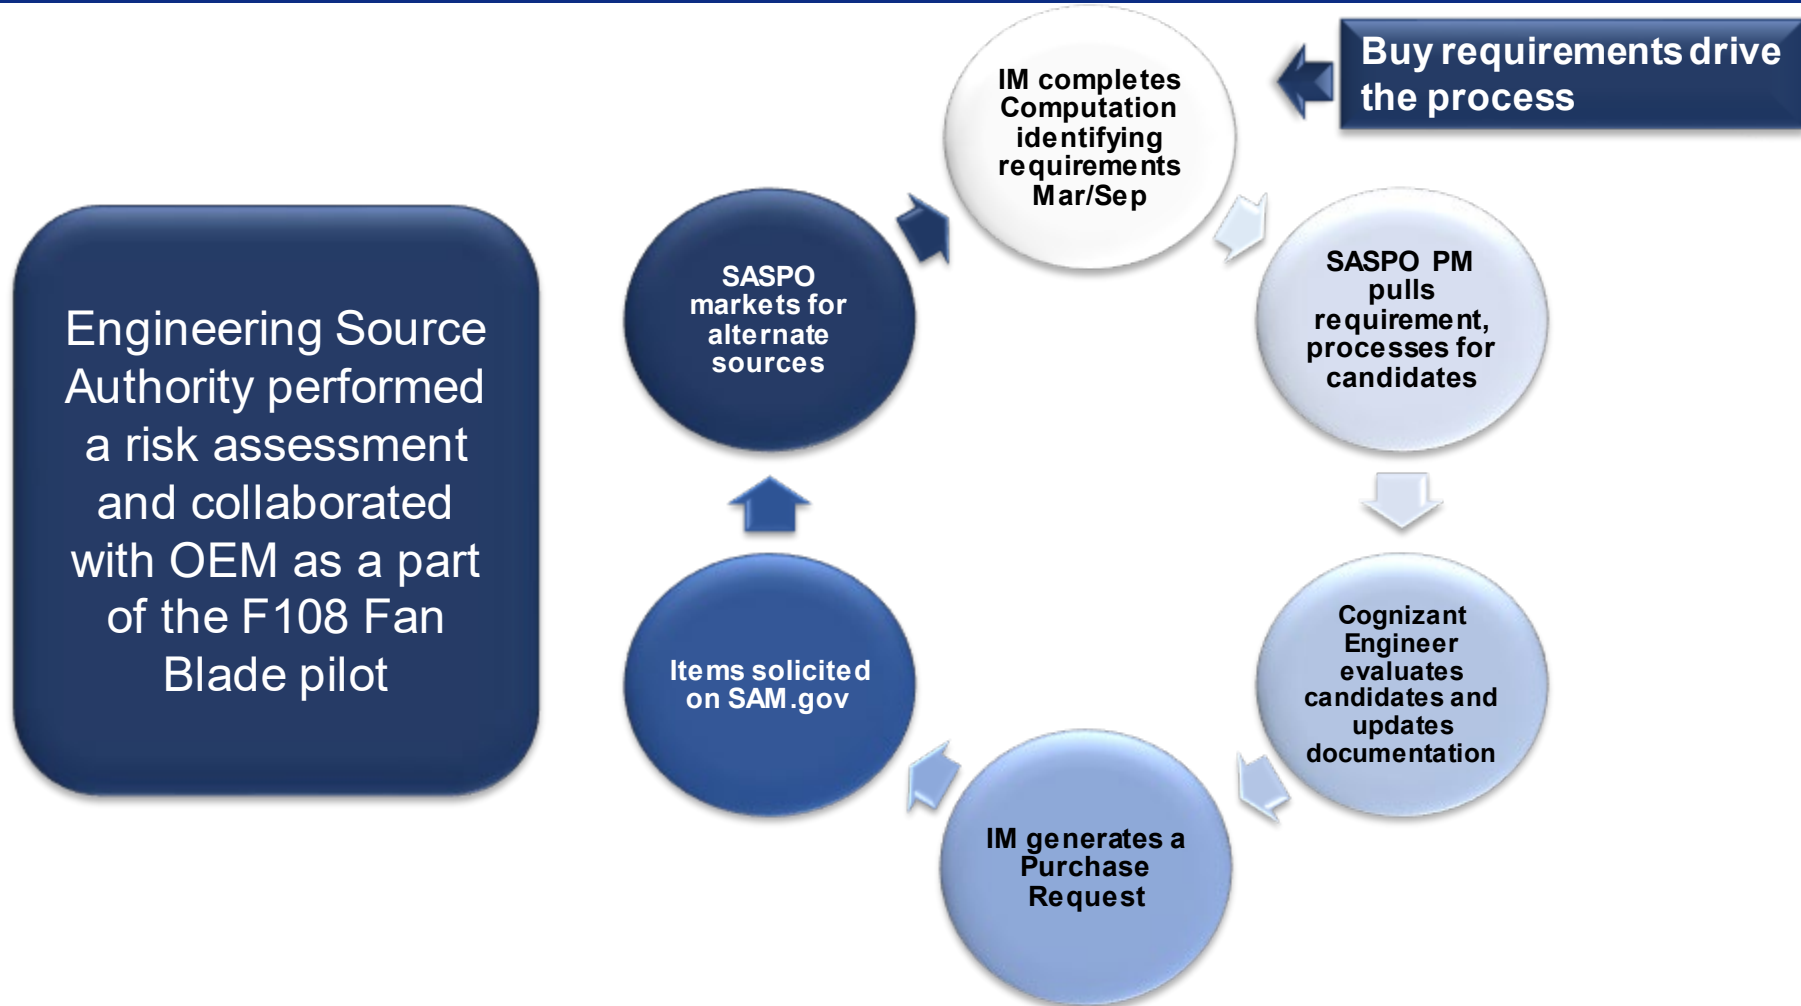 Buy requirements drive
the process
IM completes
Computation
identifying
requirements
Mar/Sep
SASPO PM
pulls
requirement,
processes for
candidates
Cognizant
Engineer
evaluates
candidates and
updates
documentation
IM generates a
Purchase
Request
Items solicited
on SAM.gov
SASPO
markets for
alternate
sources
Engineering Source
Authority performed
a risk assessment
and collaborated
with OEM as a part
of the F108 Fan
Blade pilot